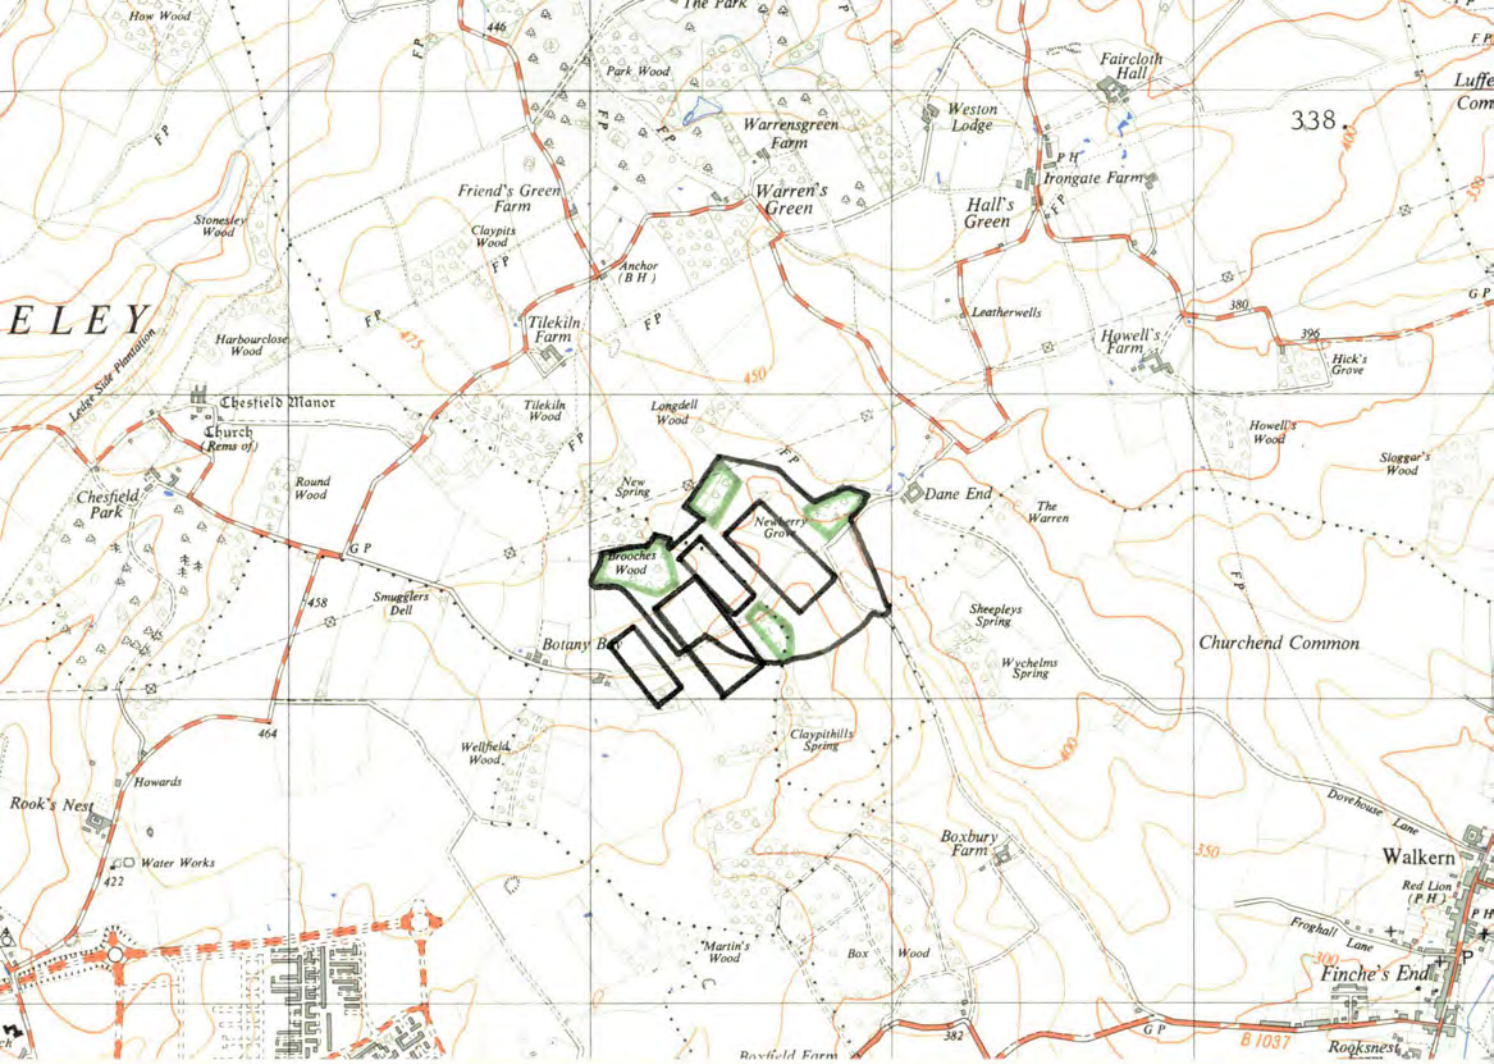 How Wood
446
The Park
F P
F P
F P
Park Wood
Faircloth
Hall
Luffe
Com
Weston
Lodge
338
400
Warrensgreen
Farm
F P
F P
F P
P H
Irongate Farm
350
Friend's Green
Farm
Warren's
Green
Hall's
Green
F P
Stonesley
Wood
Claypits
Wood
F P
Anchor
(B H)
G P
380
396
ELEY
Ledge Side Plantation
Harbourclose
Wood
F P
475
Tilekiln
Farm
F P
Leatherwells
Howell's
Farm
Hick's
Grove
450
Chesfield Manor
Church
(Rems of)
Tilekiln
Wood
Longdell
Wood
F P
Howell's
Wood
Sloggar's
Wood
F P
Chesfield
Park
Round
Wood
New
Spring
Dane End
The
Warren
Newberry
Grove
G P
Brooches
Wood
F P
458
Smugglers
Dell
Sheepleys
Spring
Botany Bay
Churchend Common
Wychelms
Spring
464
Wellfield
Wood
Claypithills
Spring
400
Howards
Rook's Nest
Dovehouse Lane
Boxbury
Farm
350
Walkern
Water Works
422
Red Lion
(P H)
P H
Froghall Lane
Martin's
Wood
Box Wood
300
Finche's End
P
382
G P
B 1037
Rooksnest
Boxfield Farm
ch